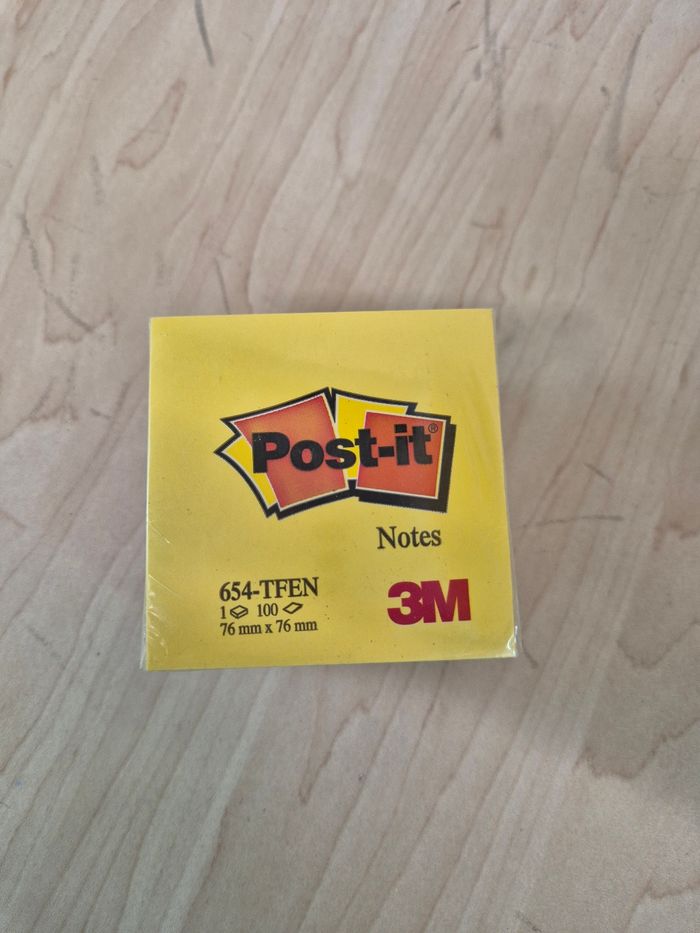 Post-it®
Notes
654-TFEN
1 100
76 mm x 76 mm
3M